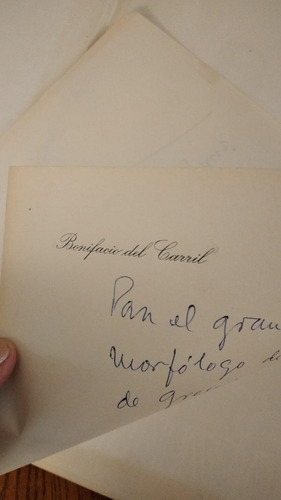 Bonifacio del Carril
Para el gran
morfólogo
de